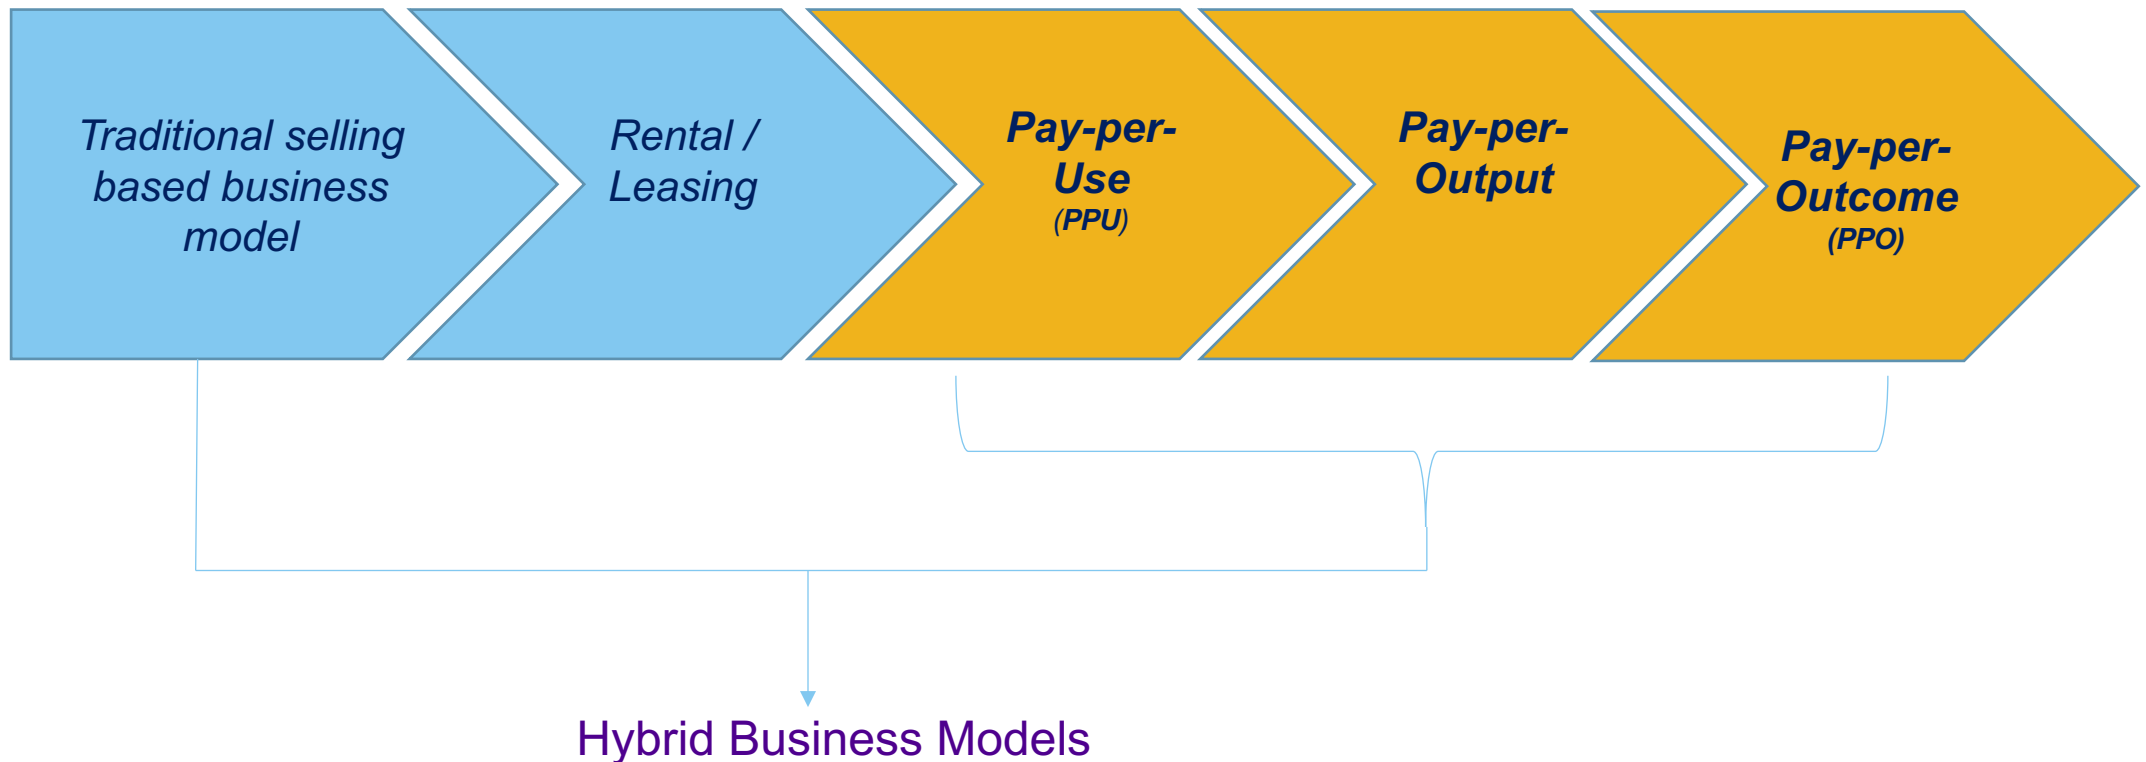 Traditional selling
based business
model
Rental /
Leasing
Pay-per-
Use
(PPU)
Pay-per-
Output
Pay-per-
Outcome
(PPO)
Hybrid Business Models